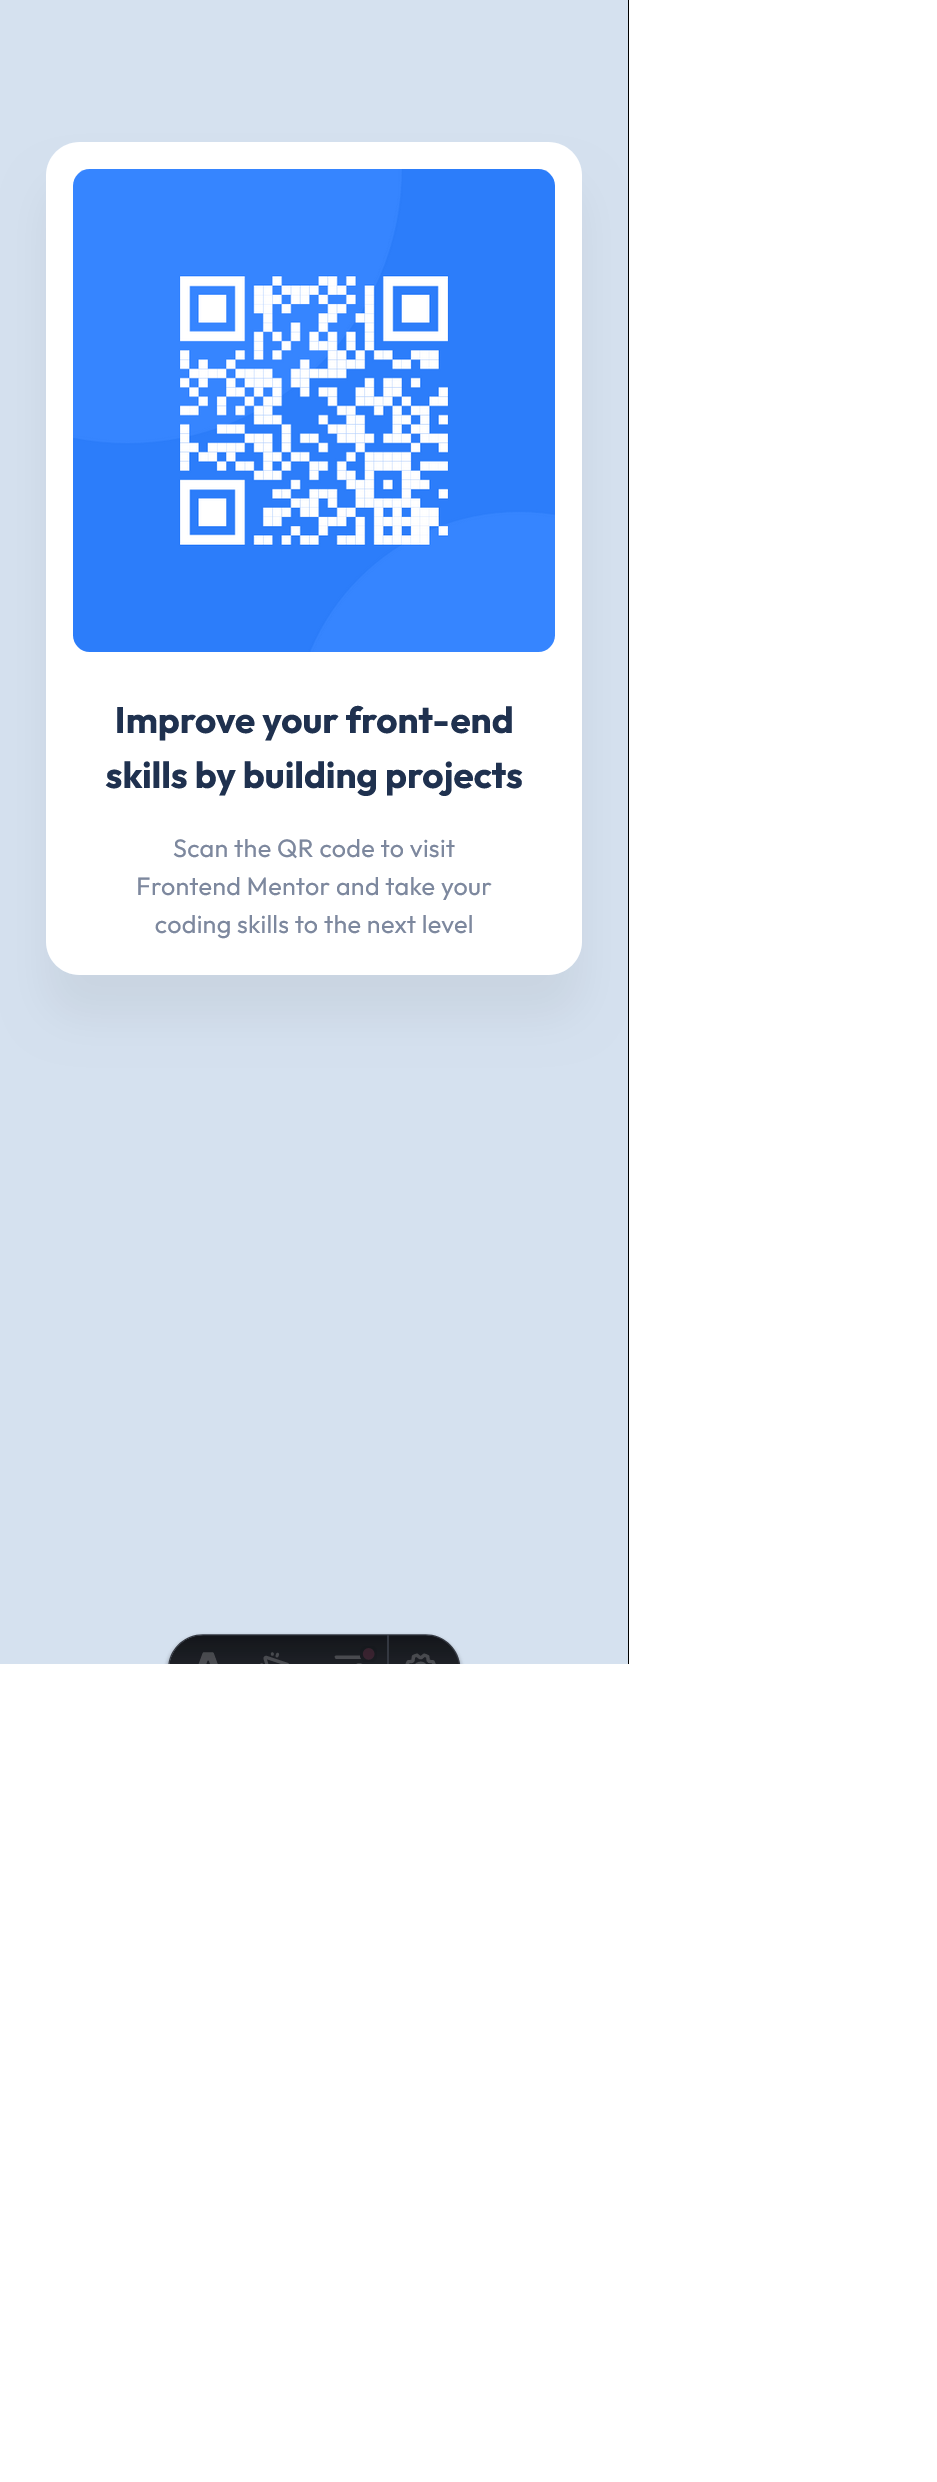 Improve your front-end
skills by building projects
Scan the QR code to visit
Frontend Mentor and take your
coding skills to the next level